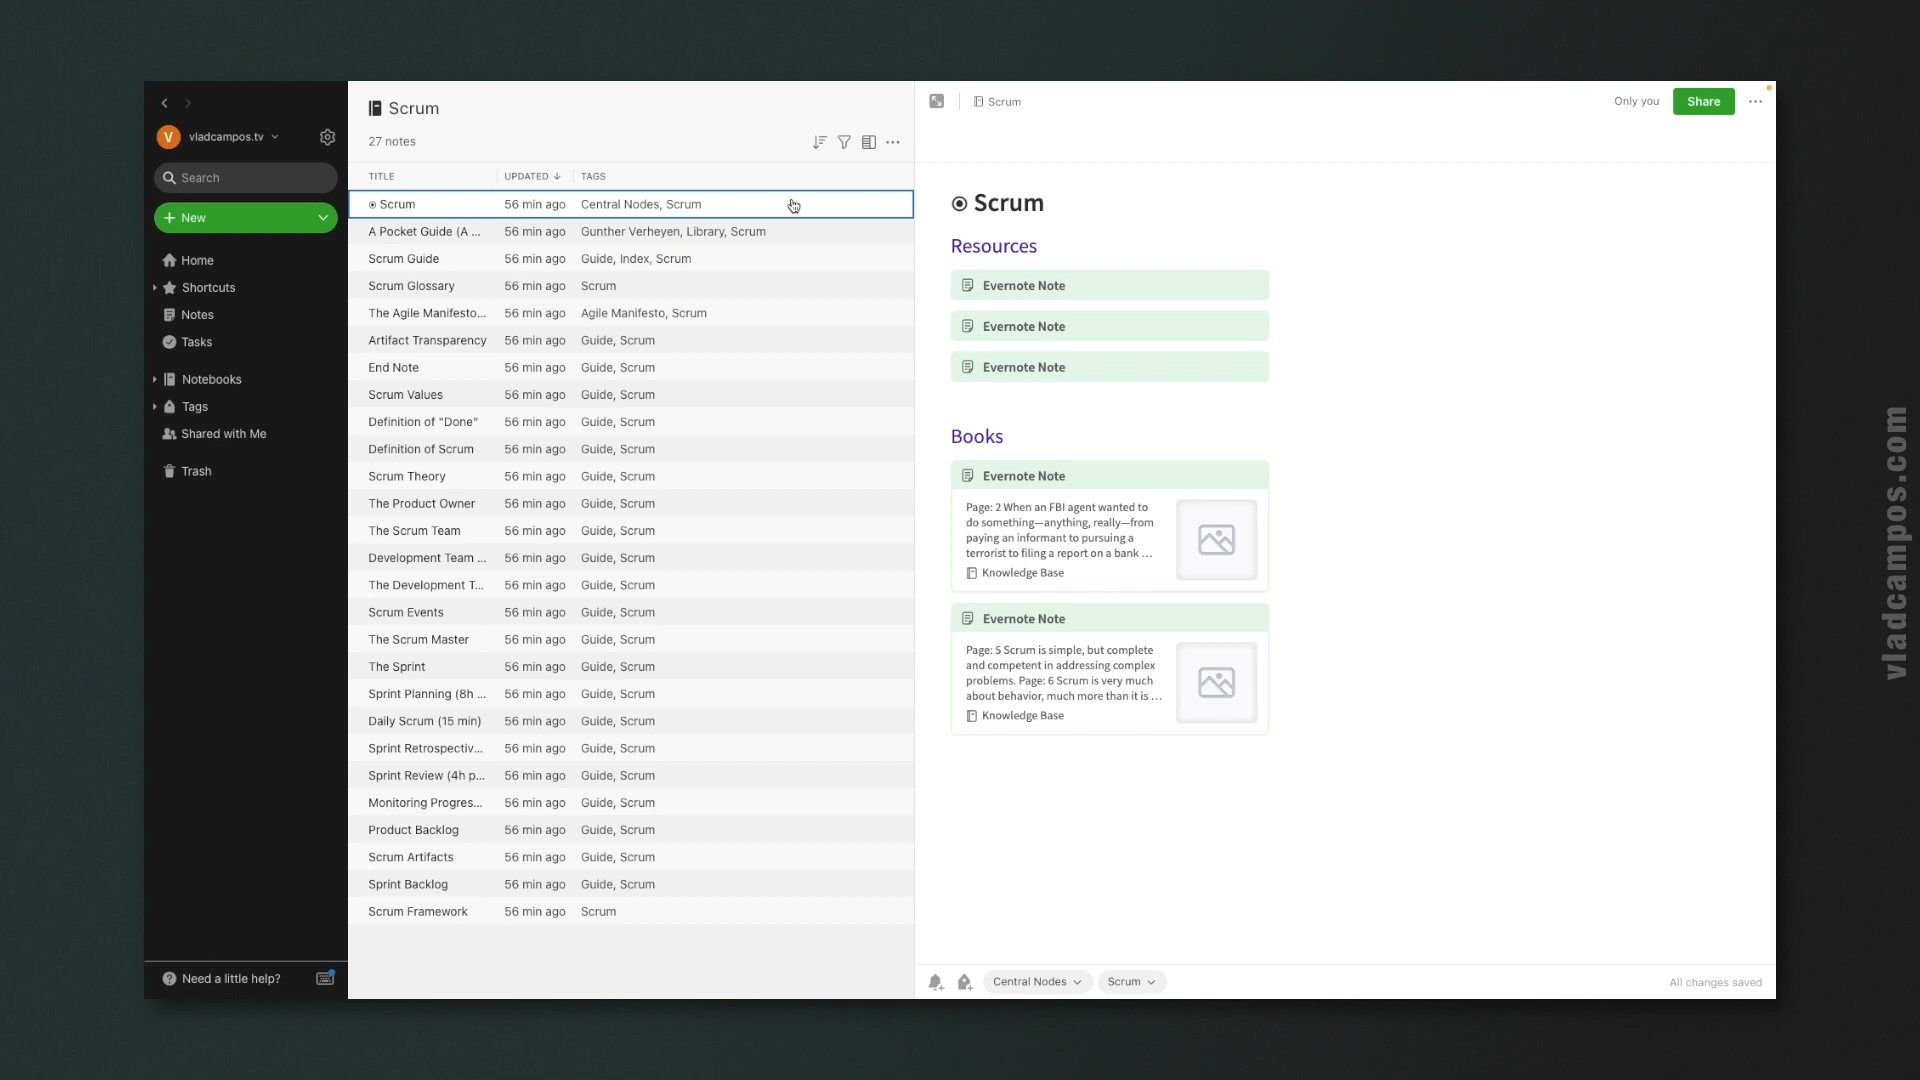 V vladcampos.tv
Search
New
Home
Shortcuts
Notes
Tasks
Notebooks
Tags
Shared with Me
Trash
Need a little help?
Scrum
27 notes
TITLE UPDATED TAGS
Scrum 56 min ago Central Nodes, Scrum
A Pocket Guide (A ... 56 min ago Gunther Verheyen, Library, Scrum
Scrum Guide 56 min ago Guide, Index, Scrum
Scrum Glossary 56 min ago Scrum
The Agile Manifesto... 56 min ago Agile Manifesto, Scrum
Artifact Transparency 56 min ago Guide, Scrum
End Note 56 min ago Guide, Scrum
Scrum Values 56 min ago Guide, Scrum
Definition of "Done" 56 min ago Guide, Scrum
Definition of Scrum 56 min ago Guide, Scrum
Scrum Theory 56 min ago Guide, Scrum
The Product Owner 56 min ago Guide, Scrum
The Scrum Team 56 min ago Guide, Scrum
Development Team ... 56 min ago Guide, Scrum
The Development T... 56 min ago Guide, Scrum
Scrum Events 56 min ago Guide, Scrum
The Scrum Master 56 min ago Guide, Scrum
The Sprint 56 min ago Guide, Scrum
Sprint Planning (8h ... 56 min ago Guide, Scrum
Daily Scrum (15 min) 56 min ago Guide, Scrum
Sprint Retrospectiv... 56 min ago Guide, Scrum
Sprint Review (4h p... 56 min ago Guide, Scrum
Monitoring Progres... 56 min ago Guide, Scrum
Product Backlog 56 min ago Guide, Scrum
Scrum Artifacts 56 min ago Guide, Scrum
Sprint Backlog 56 min ago Guide, Scrum
Scrum Framework 56 min ago Scrum
Scrum
Only you
Share
Scrum
Resources
Evernote Note
Evernote Note
Evernote Note
Books
Evernote Note
Page: 2 When an FBI agent wanted to
do something—anything, really—from
paying an informant to pursuing a
terrorist to filing a report on a bank ...
Knowledge Base
Evernote Note
Page: 5 Scrum is simple, but complete
and competent in addressing complex
problems. Page: 6 Scrum is very much
about behavior, much more than it is ...
Knowledge Base
Central Nodes
Scrum
All changes saved
vladcampos.com